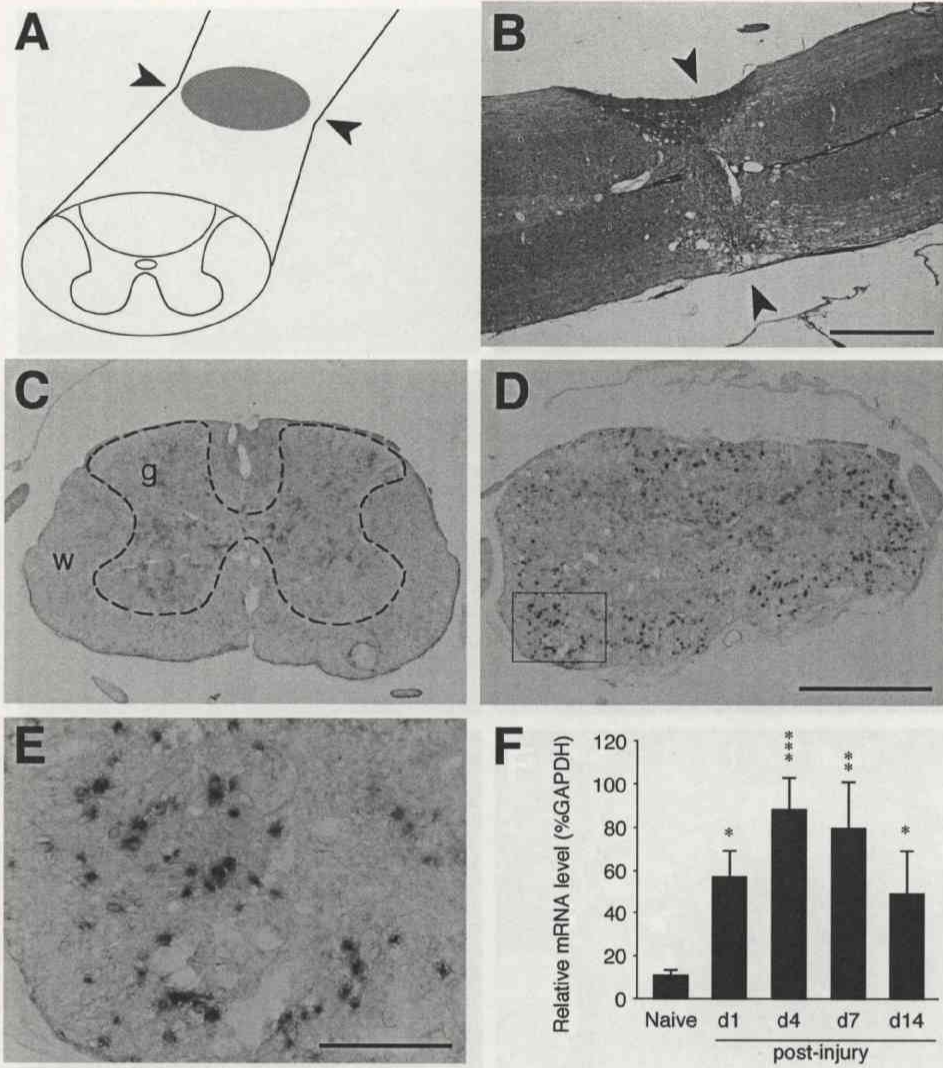 A
B
C
g
w
D
E
F
Relative mRNA level (%GAPDH)
120
100
80
60
40
20
0
*
***
**
*
Naive d1 d4 d7 d14
post-injury